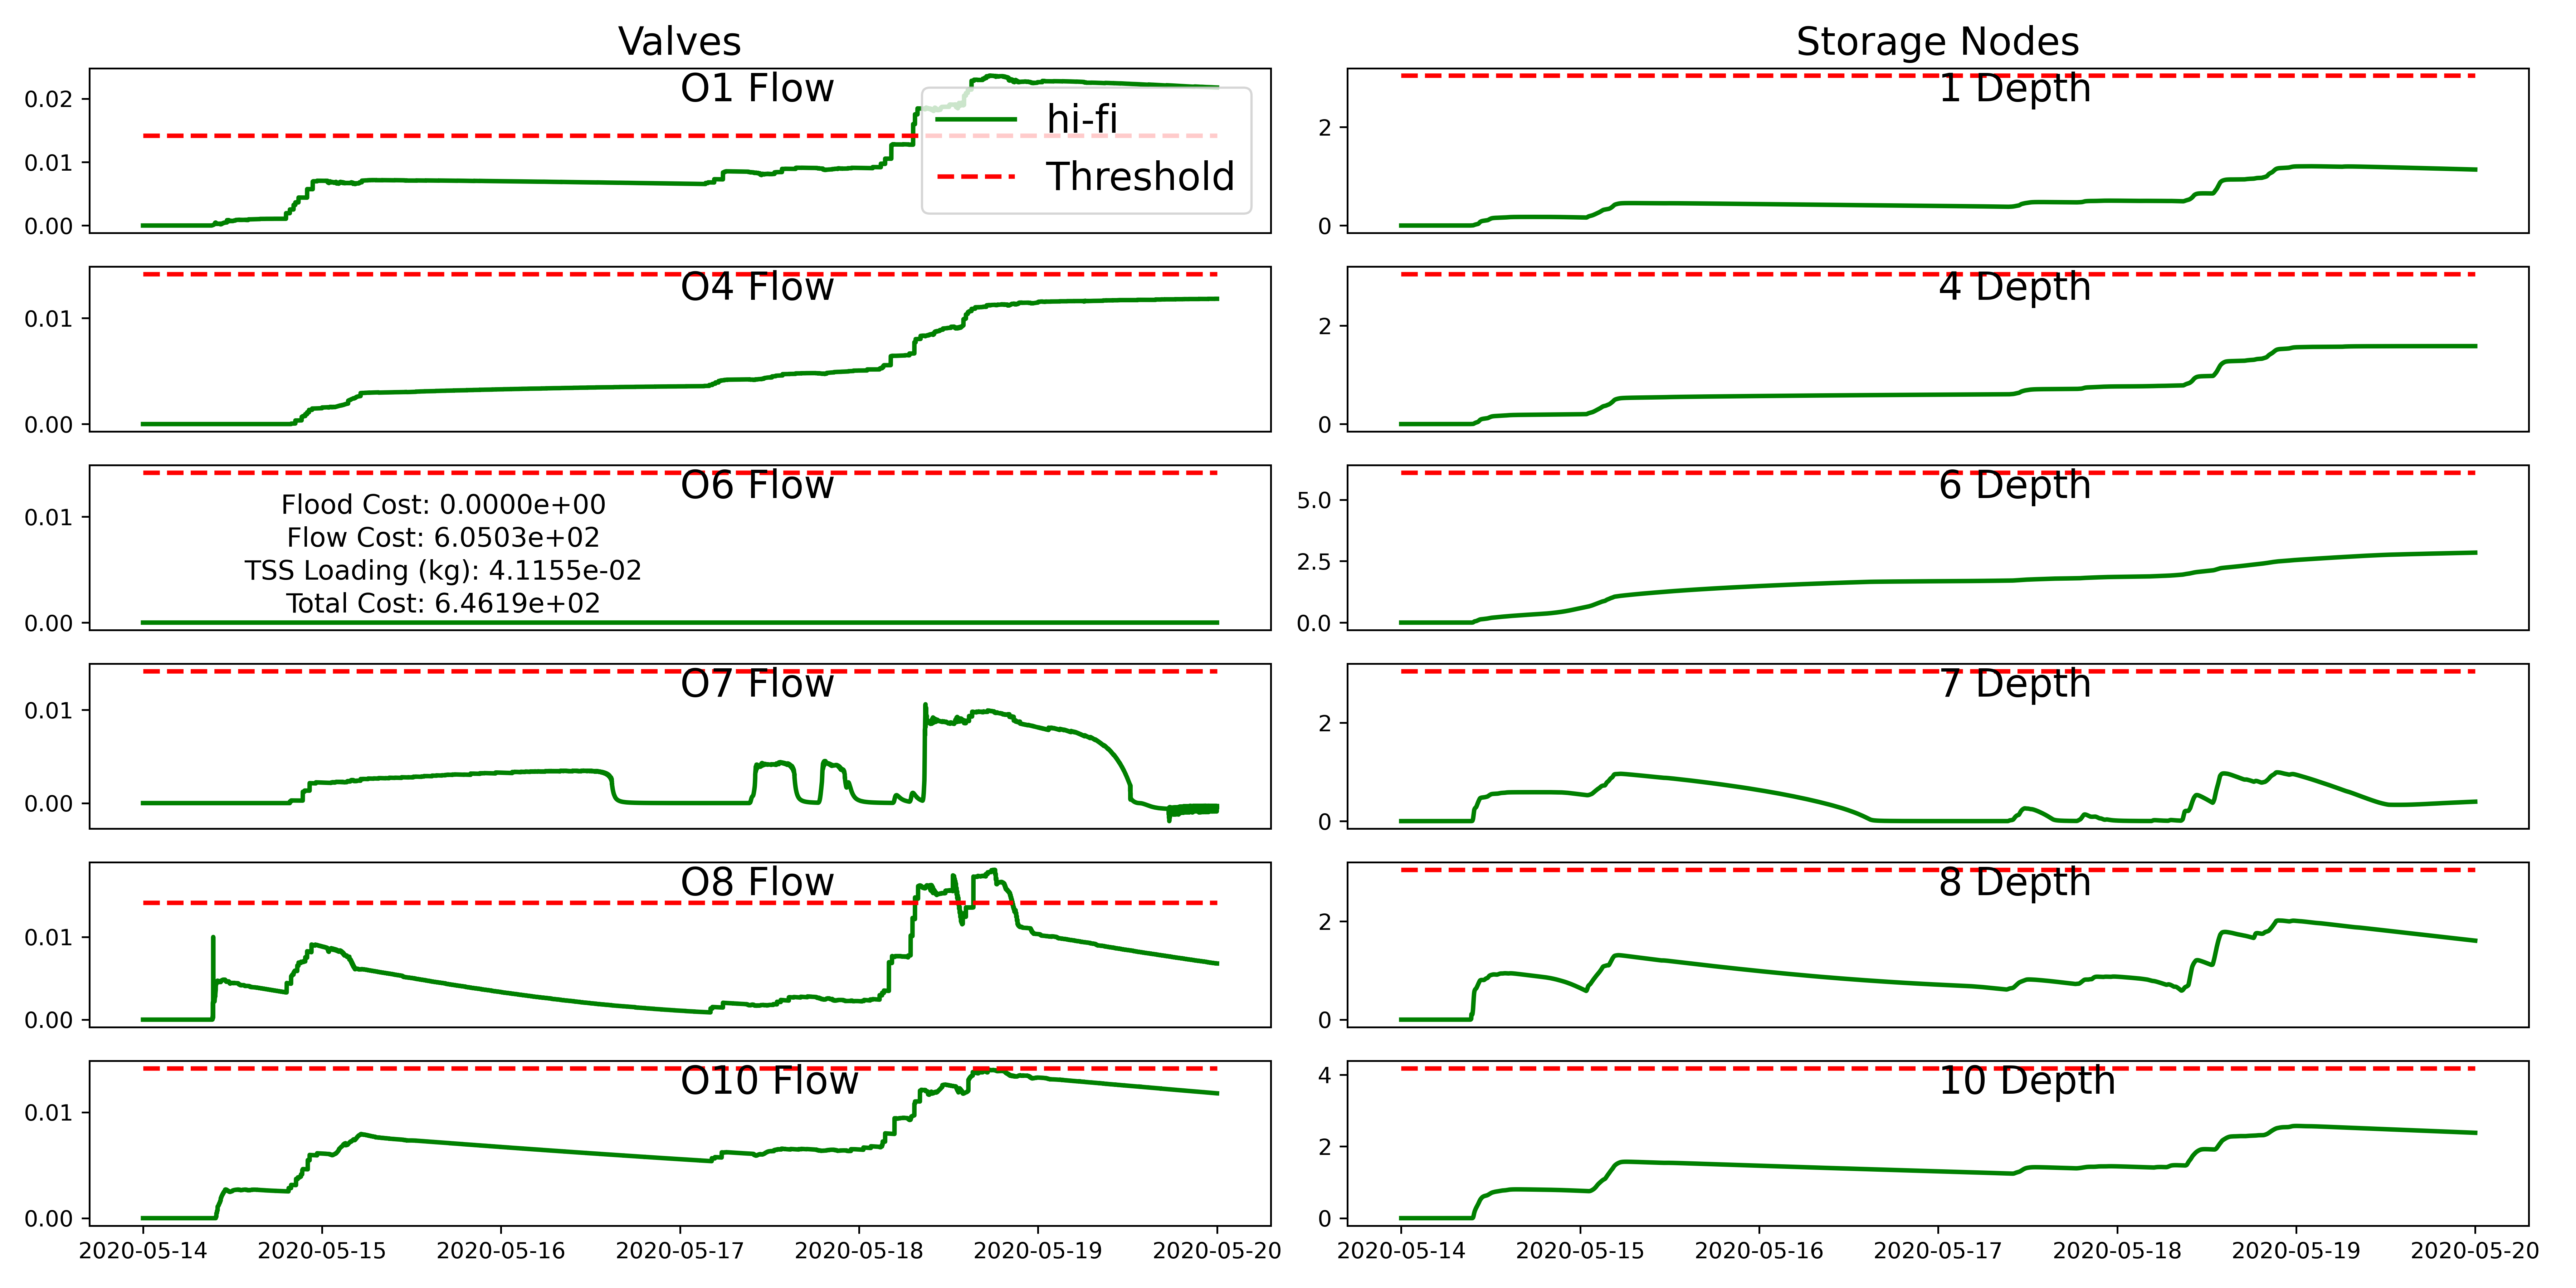 Valves
Storage Nodes
O1 Flow
hi-fi
Threshold
0.02
0.01
0.00
1 Depth
2
0
O4 Flow
0.01
0.00
4 Depth
2
0
O6 Flow
Flood Cost: 0.0000e+00
Flow Cost: 6.0503e+02
TSS Loading (kg): 4.1155e-02
Total Cost: 6.4619e+02
0.01
0.00
6 Depth
5.0
2.5
0.0
O7 Flow
0.01
0.00
7 Depth
2
0
O8 Flow
0.01
0.00
8 Depth
2
0
O10 Flow
0.01
0.00
2020-05-14 2020-05-15 2020-05-16 2020-05-17 2020-05-18 2020-05-19 2020-05-20
10 Depth
4
2
0
2020-05-14 2020-05-15 2020-05-16 2020-05-17 2020-05-18 2020-05-19 2020-05-20